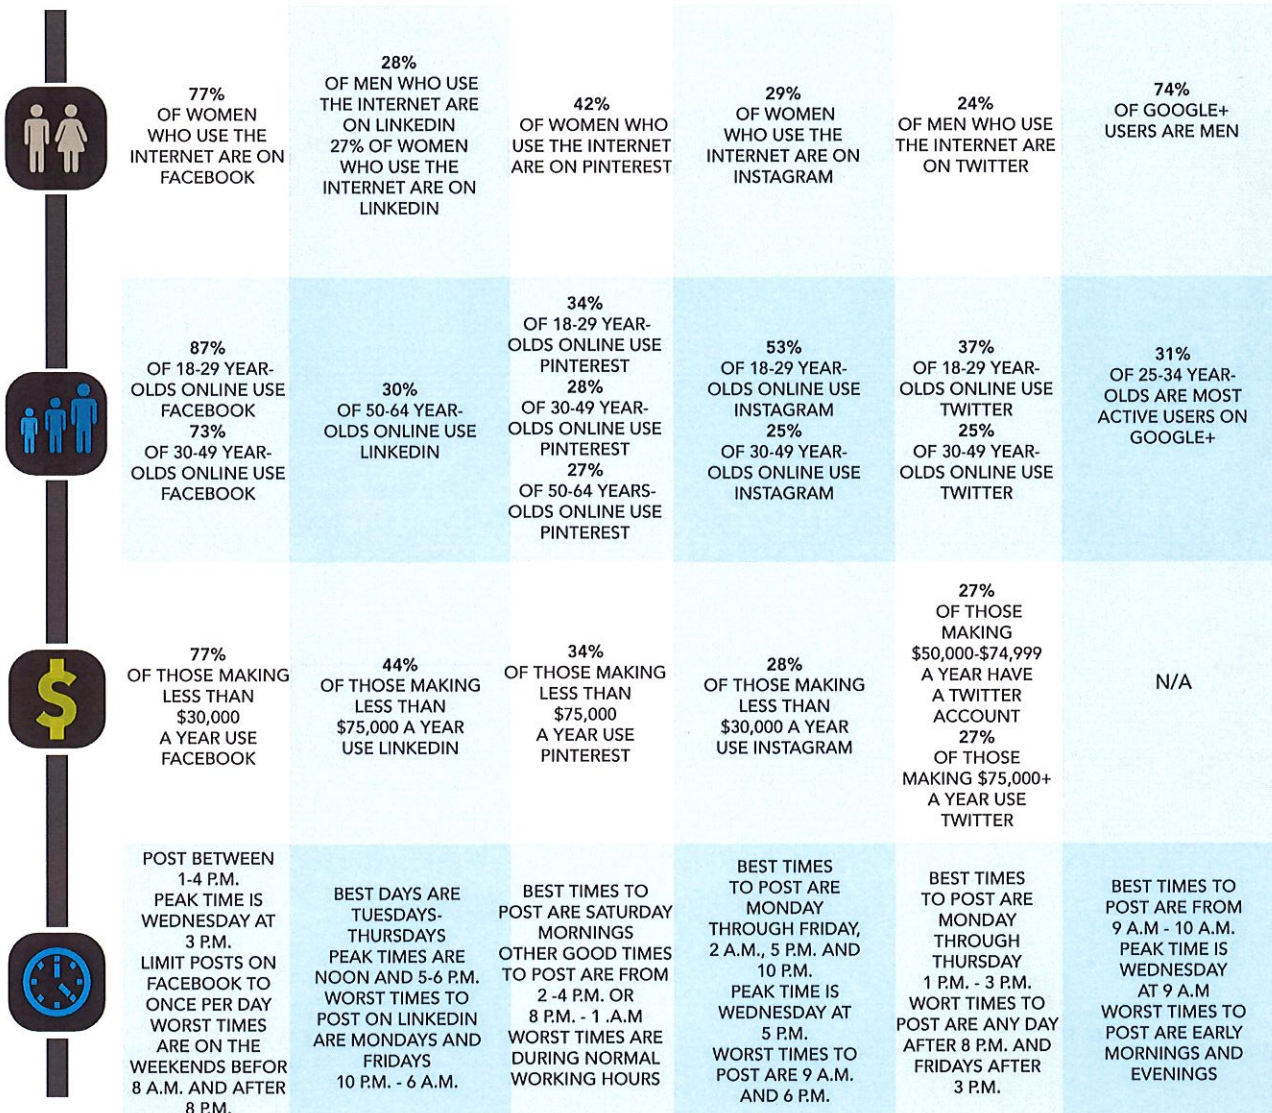 77%
OF WOMEN
WHO USE THE
INTERNET ARE ON
FACEBOOK
28%
OF MEN WHO USE
THE INTERNET ARE
ON LINKEDIN
27% OF WOMEN
WHO USE THE
INTERNET ARE ON
LINKEDIN
42%
OF WOMEN WHO
USE THE INTERNET
ARE ON PINTEREST
29%
OF WOMEN
WHO USE THE
INTERNET ARE ON
INSTAGRAM
24%
OF MEN WHO USE
THE INTERNET ARE
ON TWITTER
74%
OF GOOGLE+
USERS ARE MEN
87%
OF 18-29 YEAR-
OLDS ONLINE USE
FACEBOOK
73%
OF 30-49 YEAR-
OLDS ONLINE USE
FACEBOOK
30%
OF 50-64 YEAR-
OLDS ONLINE USE
LINKEDIN
34%
OF 18-29 YEAR-
OLDS ONLINE USE
PINTEREST
28%
OF 30-49 YEAR-
OLDS ONLINE USE
PINTEREST
27%
OF 50-64 YEARS-
OLDS ONLINE USE
PINTEREST
53%
OF 18-29 YEAR-
OLDS ONLINE USE
INSTAGRAM
25%
OF 30-49 YEAR-
OLDS ONLINE USE
INSTAGRAM
37%
OF 18-29 YEAR-
OLDS ONLINE USE
TWITTER
25%
OF 30-49 YEAR-
OLDS ONLINE USE
TWITTER
31%
OF 25-34 YEAR-
OLDS ARE MOST
ACTIVE USERS ON
GOOGLE+
$
77%
OF THOSE MAKING
LESS THAN
$30,000
A YEAR USE
FACEBOOK
44%
OF THOSE MAKING
LESS THAN
$75,000 A YEAR
USE LINKEDIN
34%
OF THOSE MAKING
LESS THAN
$75,000
A YEAR USE
PINTEREST
28%
OF THOSE MAKING
LESS THAN
$30,000 A YEAR
USE INSTAGRAM
27%
OF THOSE
MAKING
$50,000-$74,999
A YEAR HAVE
A TWITTER
ACCOUNT
27%
OF THOSE
MAKING $75,000+
A YEAR USE
TWITTER
N/A
POST BETWEEN
1-4 P.M.
PEAK TIME IS
WEDNESDAY AT
3 P.M.
LIMIT POSTS ON
FACEBOOK TO
ONCE PER DAY
WORST TIMES
ARE ON THE
WEEKENDS BEFOR
8 A.M. AND AFTER
8 P.M.
BEST DAYS ARE
TUESDAYS-
THURSDAYS
PEAK TIMES ARE
NOON AND 5-6 P.M.
WORST TIMES TO
POST ON LINKEDIN
ARE MONDAYS AND
FRIDAYS
10 P.M. - 6 A.M.
BEST TIMES TO
POST ARE SATURDAY
MORNINGS
OTHER GOOD TIMES
TO POST ARE FROM
2 -4 P.M. OR
8 P.M. - 1 .A.M
WORST TIMES ARE
DURING NORMAL
WORKING HOURS
BEST TIMES
TO POST ARE
MONDAY
THROUGH FRIDAY,
2 A.M., 5 P.M. AND
10 P.M.
PEAK TIME IS
WEDNESDAY AT
5 P.M.
WORST TIMES TO
POST ARE 9 A.M.
AND 6 P.M.
BEST TIMES
TO POST ARE
MONDAY
THROUGH
THURSDAY
1 P.M. - 3 P.M.
WORT TIMES TO
POST ARE ANY DAY
AFTER 8 P.M. AND
FRIDAYS AFTER
3 P.M.
BEST TIMES TO
POST ARE FROM
9 A.M - 10 A.M.
PEAK TIME IS
WEDNESDAY
AT 9 A.M
WORST TIMES TO
POST ARE EARLY
MORNINGS AND
EVENINGS